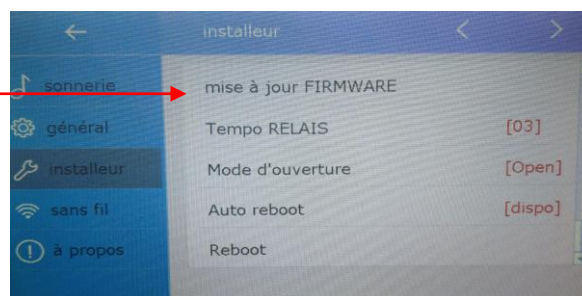 installeur
sonnerie
général
installeur
sans fil
à propos
mise à jour FIRMWARE
Tempo RELAIS [03]
Mode d'ouverture [Open]
Auto reboot [dispo]
Reboot